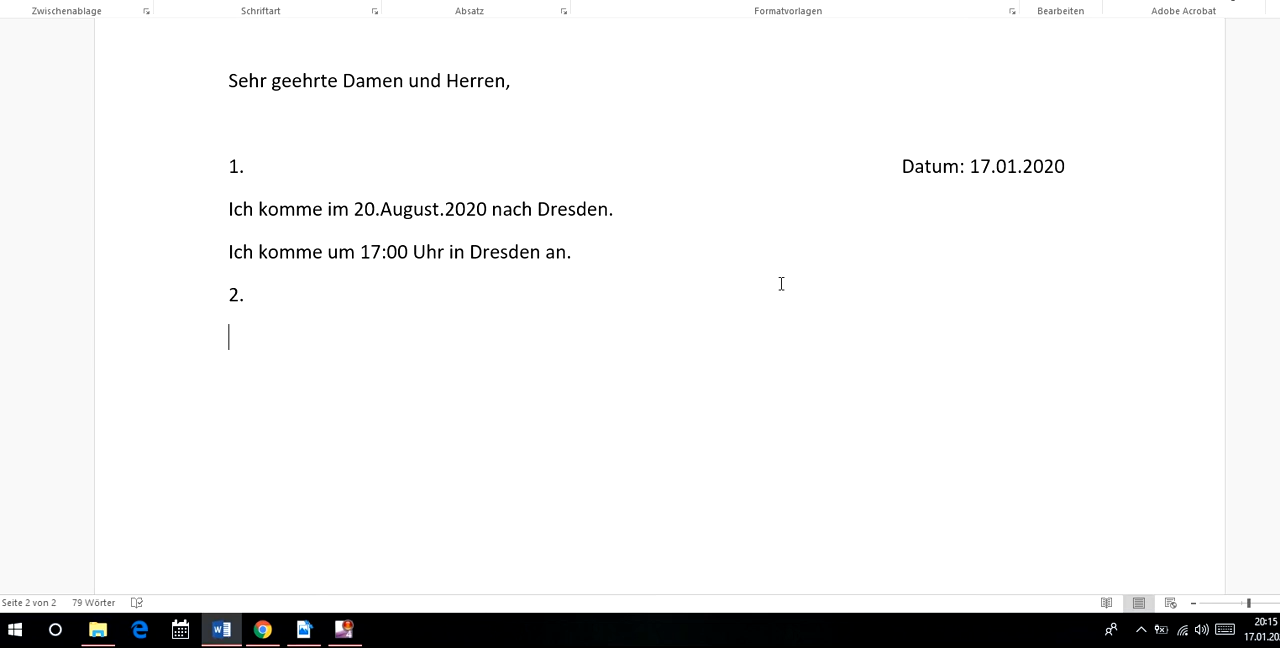 Zwischenablage Schriftart Absatz Formatvorlagen Bearbeiten Adobe Acrobat
Sehr geehrte Damen und Herren,
1. Datum: 17.01.2020
Ich komme im 20.August.2020 nach Dresden.
Ich komme um 17:00 Uhr in Dresden an.
2.
Seite 2 von 2 79 Wörter
20:15